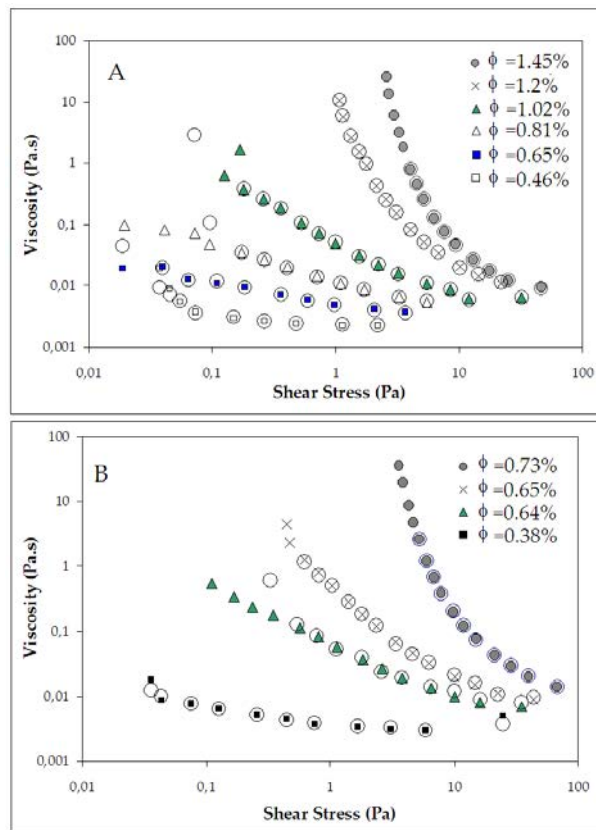 A
Viscosity (Pa.s)
100
10
1
0,1
0,01
0,001
0,01 0,1 1 10 100
Shear Stress (Pa)
ϕ =1.45%
ϕ =1.2%
ϕ =1.02%
ϕ =0.81%
ϕ =0.65%
ϕ =0.46%
B
Viscosity (Pa.s)
100
10
1
0,1
0,01
0,001
0,01 0,1 1 10 100
Shear Stress (Pa)
ϕ =0.73%
ϕ =0.65%
ϕ =0.64%
ϕ =0.38%